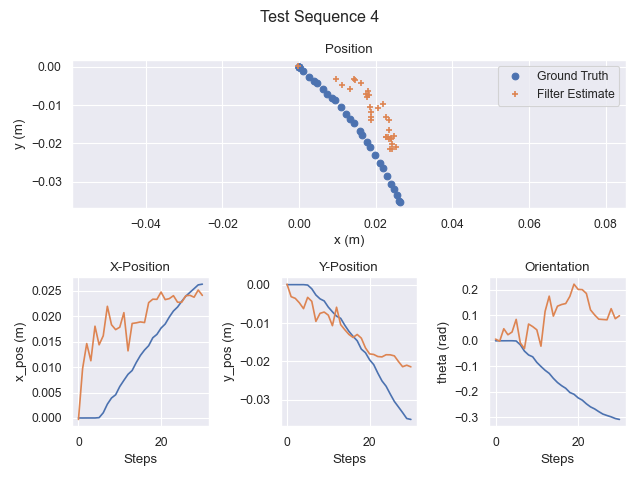 Test Sequence 4
Position
Ground Truth
Filter Estimate
y (m)
0.00
−0.01
−0.02
−0.03
−0.04 −0.02 0.00 0.02 0.04 0.06 0.08
x (m)
X-Position
x_pos (m)
0.025
0.020
0.015
0.010
0.005
0.000
0 20
Steps
Y-Position
y_pos (m)
0.00
−0.01
−0.02
−0.03
0 20
Steps
Orientation
theta (rad)
0.2
0.1
0.0
−0.1
−0.2
−0.3
0 20
Steps